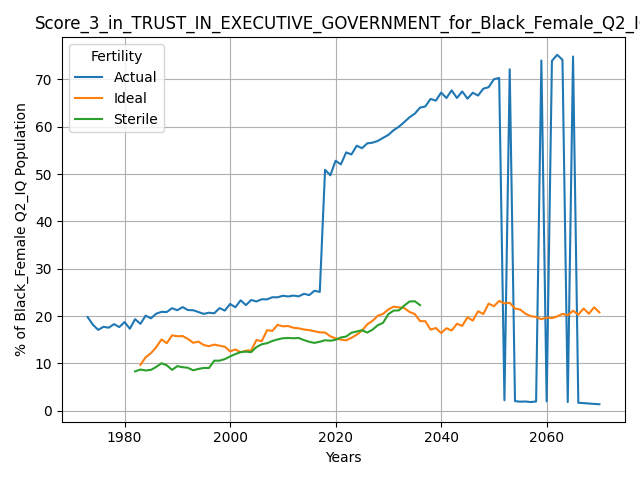 Score_3_in_TRUST_IN_EXECUTIVE_GOVERNMENT_for_Black_Female_Q2_I
Fertility
Actual
Ideal
Sterile
% of Black_Female Q2_IQ Population
70
60
50
40
30
20
10
0
1980 2000 2020 2040 2060
Years